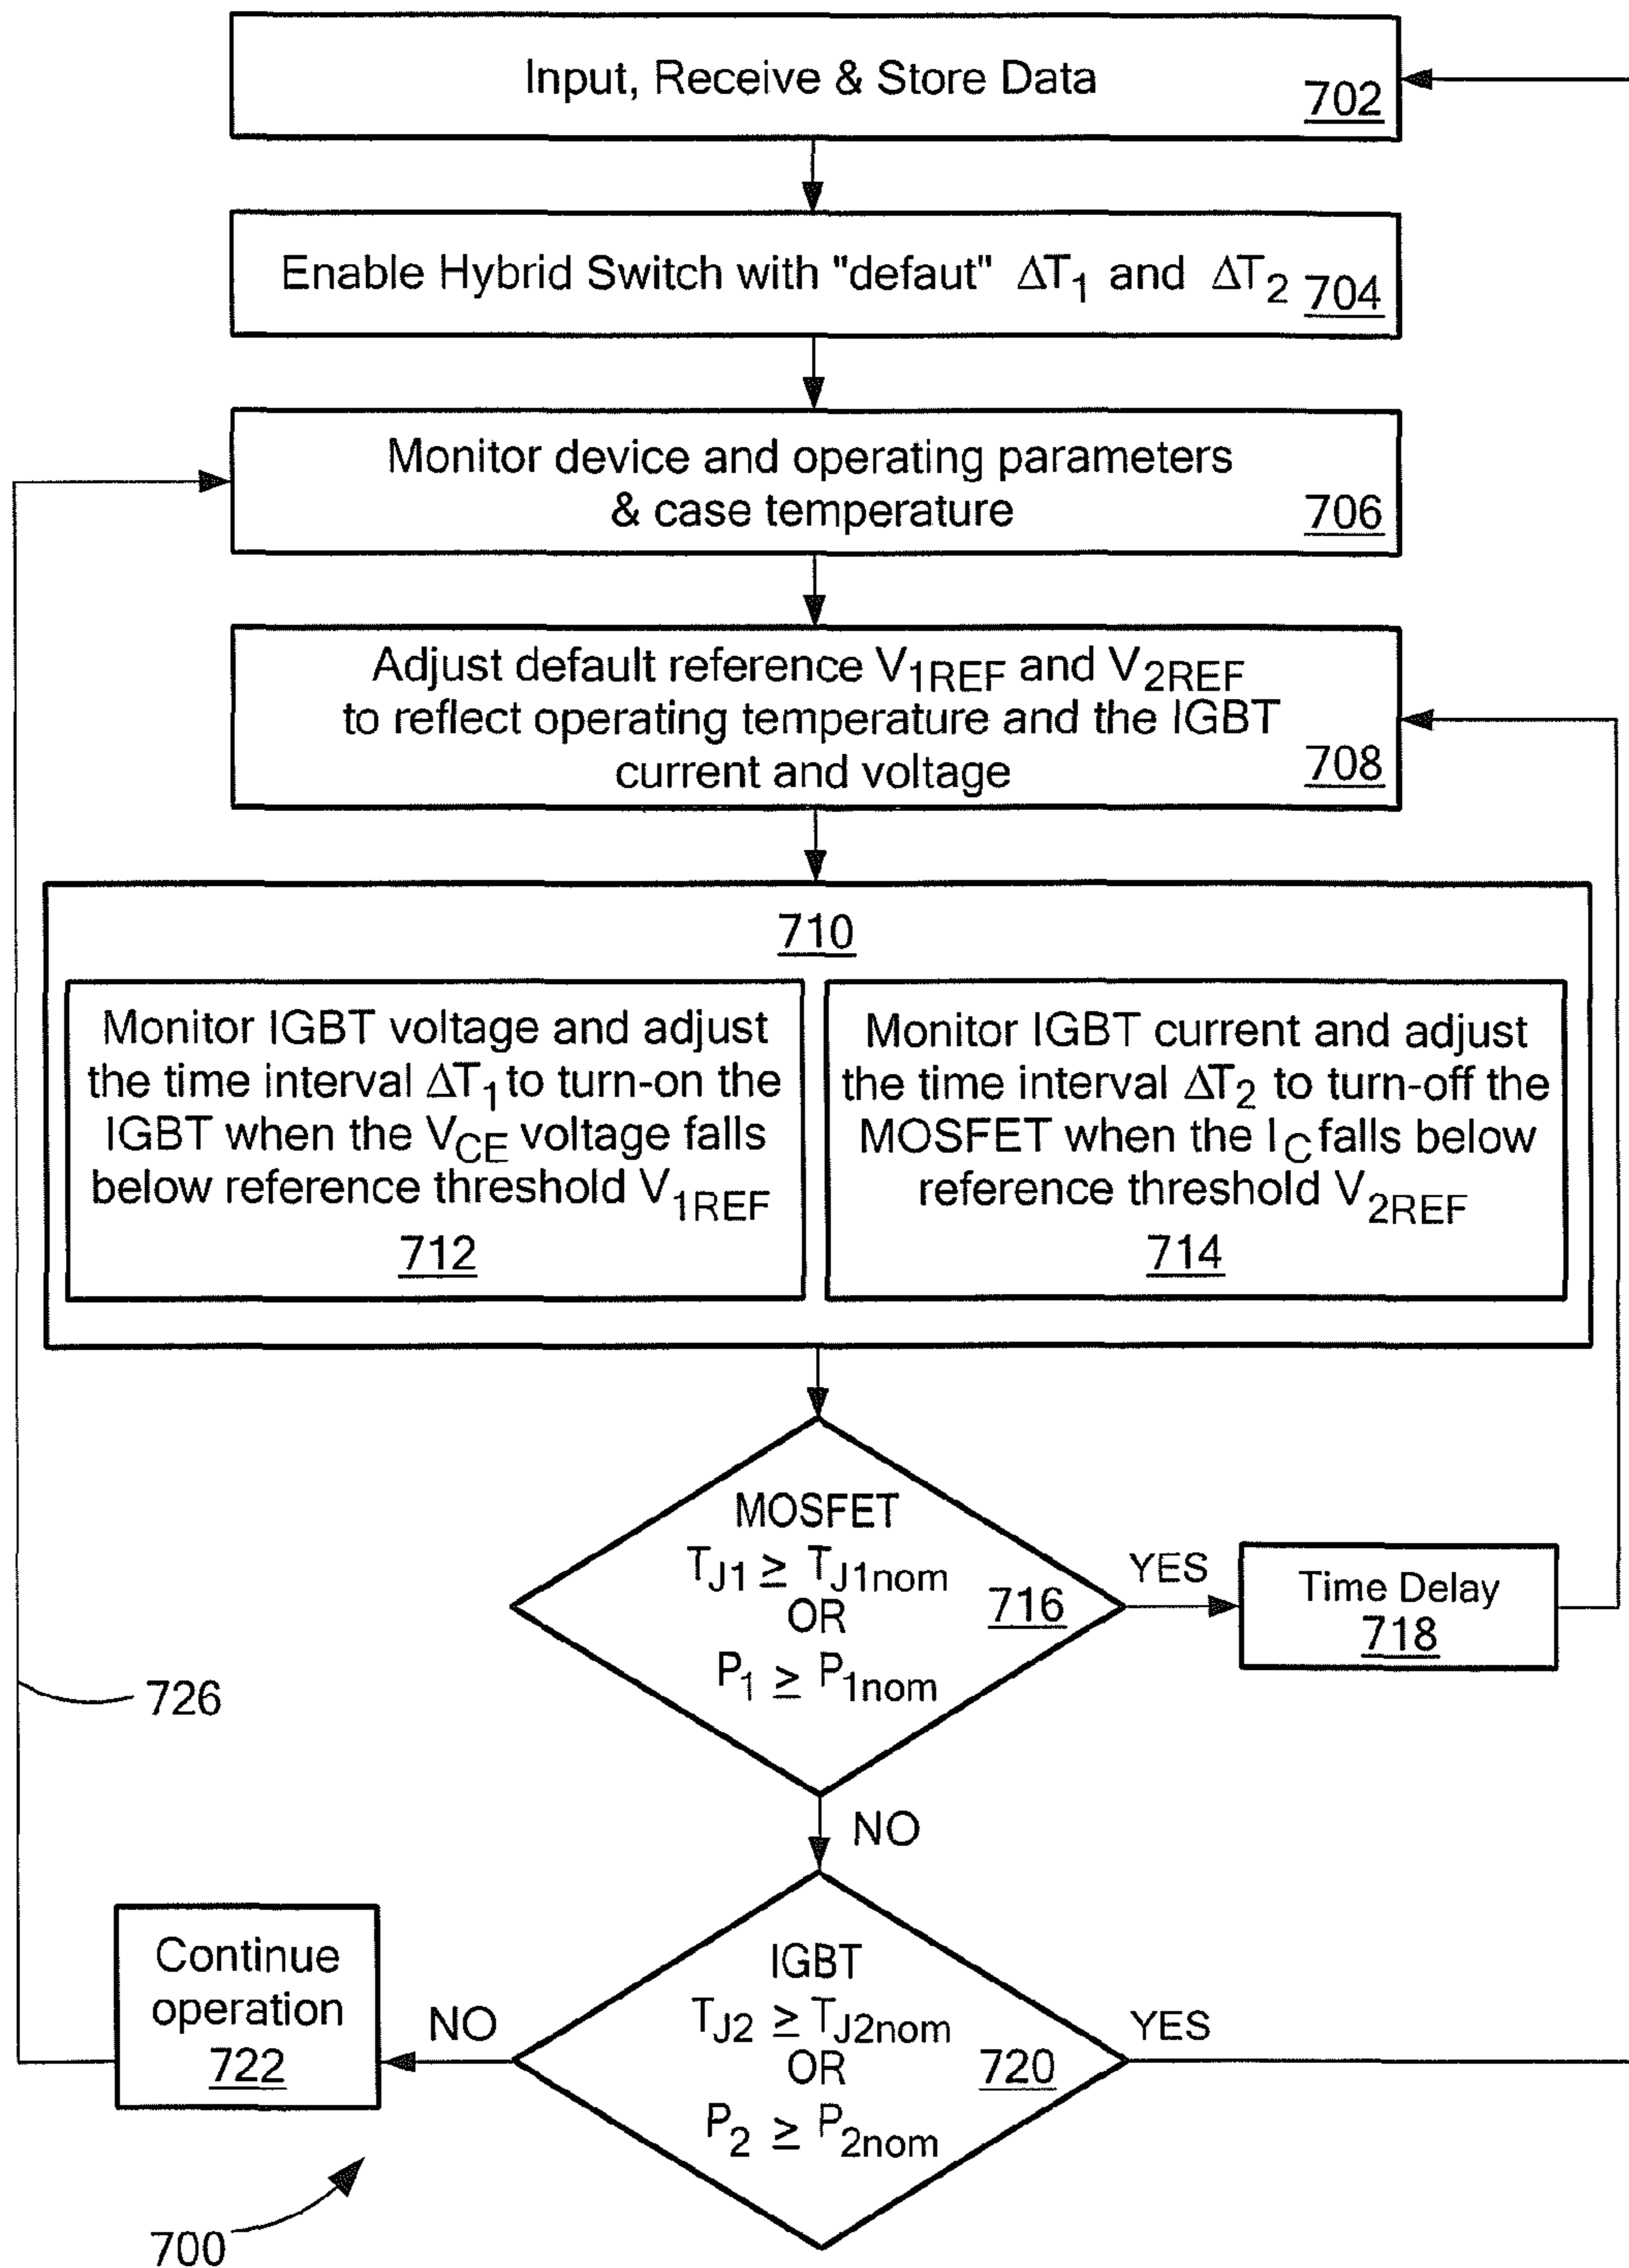 Input, Receive & Store Data
702
Enable Hybrid Switch with "defaut" ΔT1 and ΔT2 704
Monitor device and operating parameters
& case temperature 706
Adjust default reference V1REF and V2REF
to reflect operating temperature and the IGBT
current and voltage 708
710
Monitor IGBT voltage and adjust
the time interval ΔT1 to turn-on the
IGBT when the VCE voltage falls
below reference threshold V1REF
712
Monitor IGBT current and adjust
the time interval ΔT2 to turn-off the
MOSFET when the IC falls below
reference threshold V2REF
714
MOSFET
TJ1 ≥ TJ1nom
OR
P1 ≥ P1nom
716
YES
Time Delay
718
726
NO
IGBT
TJ2 ≥ TJ2nom
OR
P2 ≥ P2nom
720
YES
NO
Continue
operation
722
700